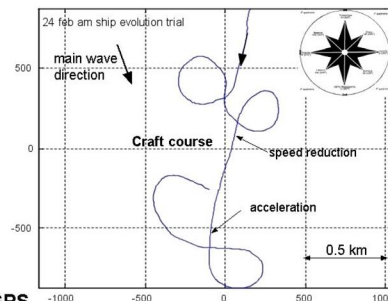 24 feb am ship evolution trial
main wave
direction
500
Craft course
speed reduction
0
acceleration
-500
0.5 km
GPS
-1000
-500
0
500